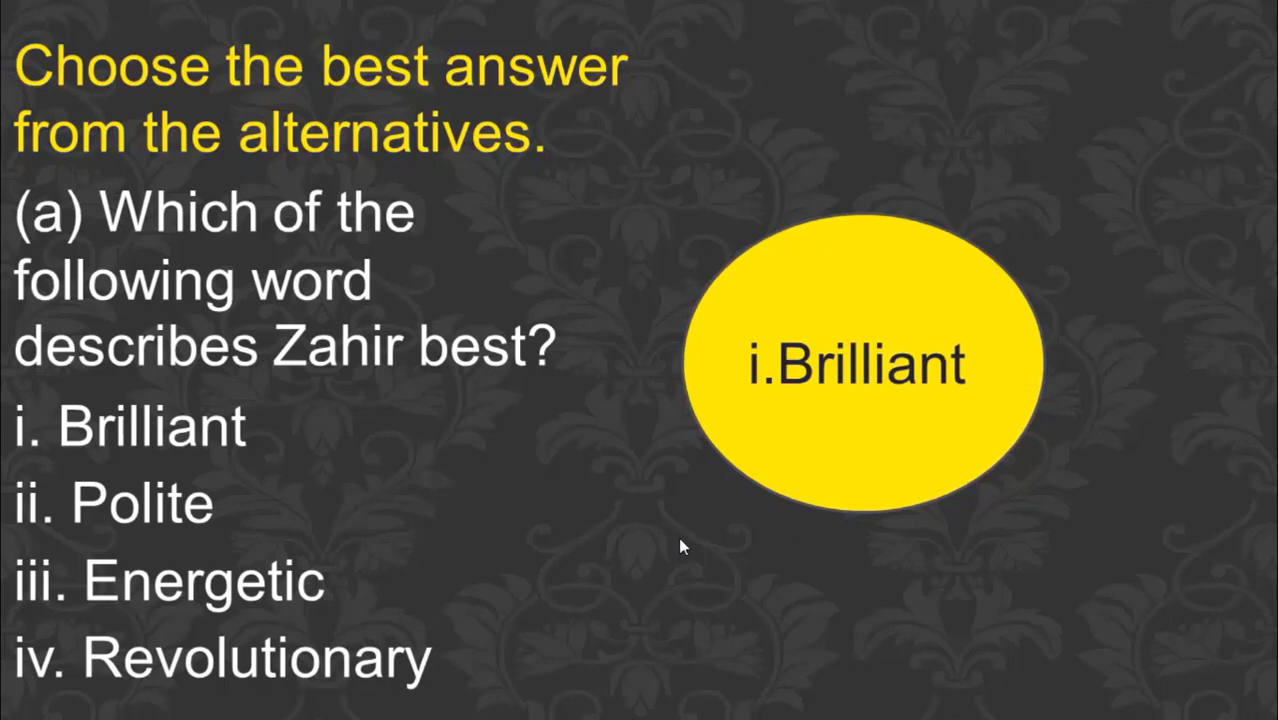 Choose the best answer
from the alternatives.
(a) Which of the
following word
describes Zahir best?
i. Brilliant
ii. Polite
iii. Energetic
iv. Revolutionary
i.Brilliant